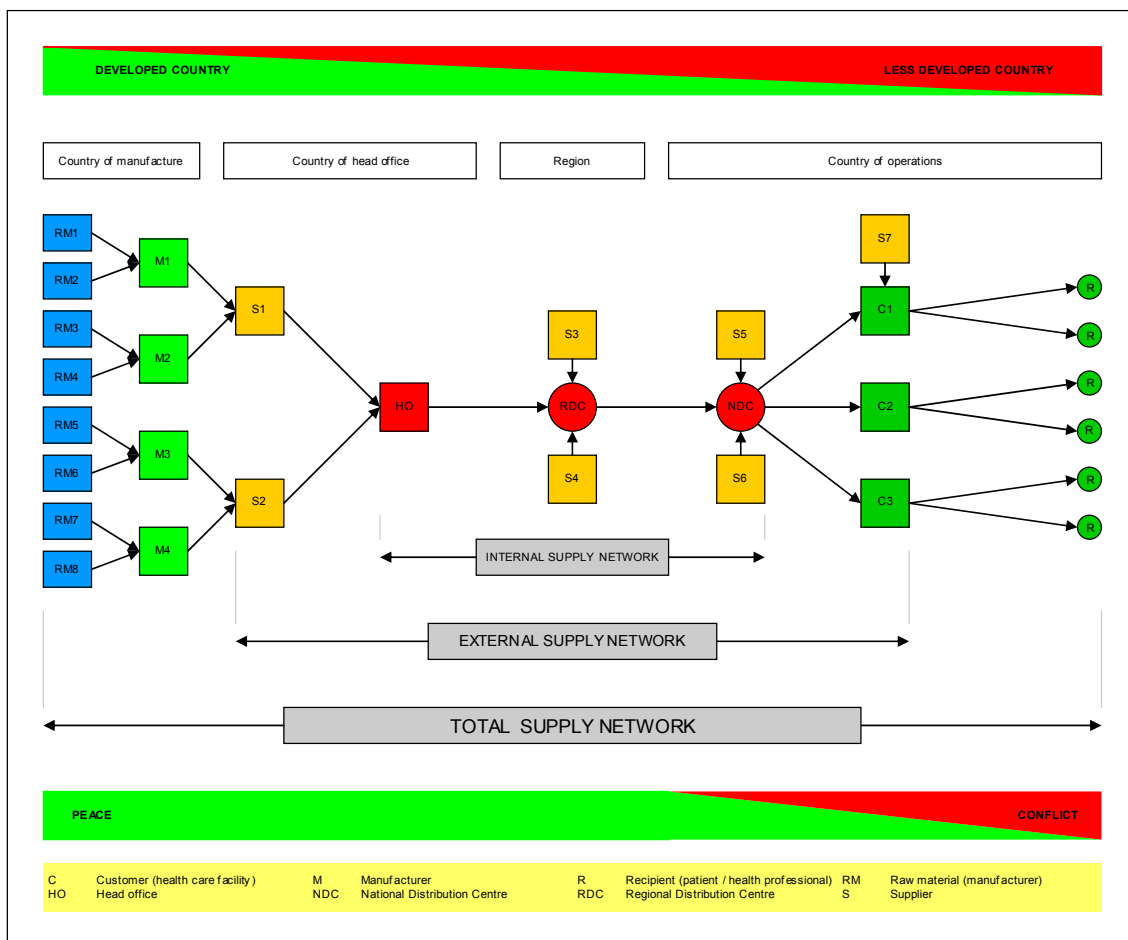 DEVELOPED COUNTRY LESS DEVELOPED COUNTRY
Country of manufacture Country of head office Region Country of operations
RM1 S7
M1
RM2 R
S1 C1
RM3 S3 S5 R
M2
RM4 R
HO RDC NDC C2
RM5 R
M3
RM6 S4 S6 R
S2 C3
RM7 R
M4
RM8
INTERNAL SUPPLY NETWORK
EXTERNAL SUPPLY NETWORK
TOTAL SUPPLY NETWORK
PEACE CONFLICT
C Customer (health care facility) M Manufacturer R Recipient (patient / health professional) RM Raw material (manufacturer)
HO Head office NDC National Distribution Centre RDC Regional Distribution Centre S Supplier